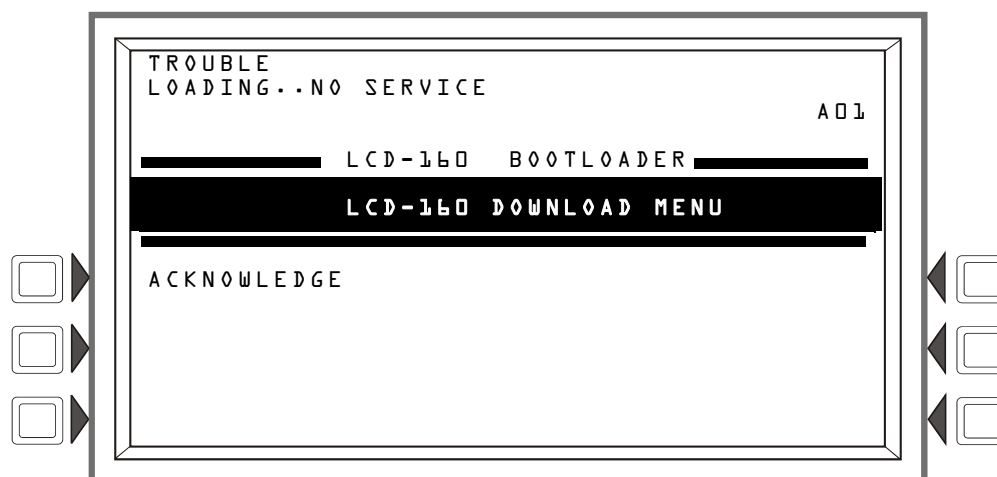 TROUBLE
LOADING..NO SERVICE
A01
LCD-160 BOOTLOADER
LCD-160 DOWNLOAD MENU
ACKNOWLEDGE